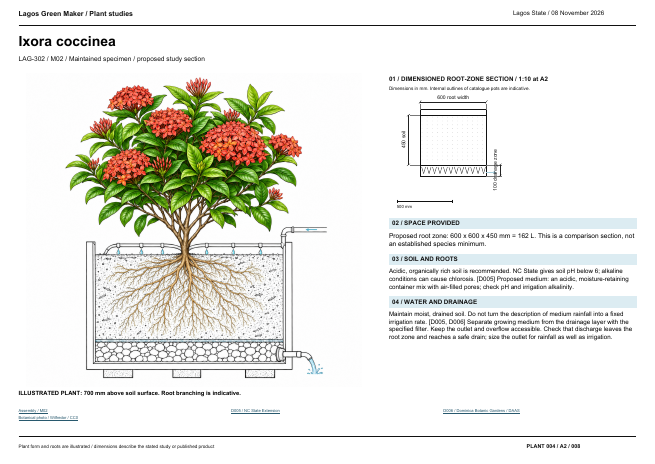 Lagos Green Maker / Plant studies
Lagos State / 08 November 2026
Ixora coccinea
LAG-302 / M02 / Maintained specimen / proposed study section
01 / DIMENSIONED ROOT-ZONE SECTION / 1:10 at A2
Dimensions in mm. Internal outlines of catalogue pots are indicative.
600 root width
450 soil
100 drainage zone
500 mm
02 / SPACE PROVIDED
Proposed root zone: 600 x 600 x 450 mm = 162 L. This is a comparison section, not
an established species minimum.
03 / SOIL AND ROOTS
Acidic, organically rich soil is recommended. NC State gives soil pH below 6; alkaline
conditions can cause chlorosis. [D005] Proposed medium: an acidic, moisture-retaining
container mix with air-filled pores; check pH and irrigation alkalinity.
04 / WATER AND DRAINAGE
Maintain moist, drained soil. Do not turn the description of medium rainfall into a fixed
irrigation rate. [D005, D006] Separate growing medium from the drainage layer with the
specified filter. Keep the outlet and overflow accessible. Check that discharge leaves the
root zone and reaches a safe drain; size the outlet for rainfall as well as irrigation.
ILLUSTRATED PLANT: 700 mm above soil surface. Root branching is indicative.
Assembly / M02
D005 / NC State Extension
D006 / Dominica Botanic Gardens / DAAS
Botanical photo / Wilfredor / CC0
Plant form and roots are illustrated / dimensions describe the stated study or published product
PLANT 004 / A2 / 008